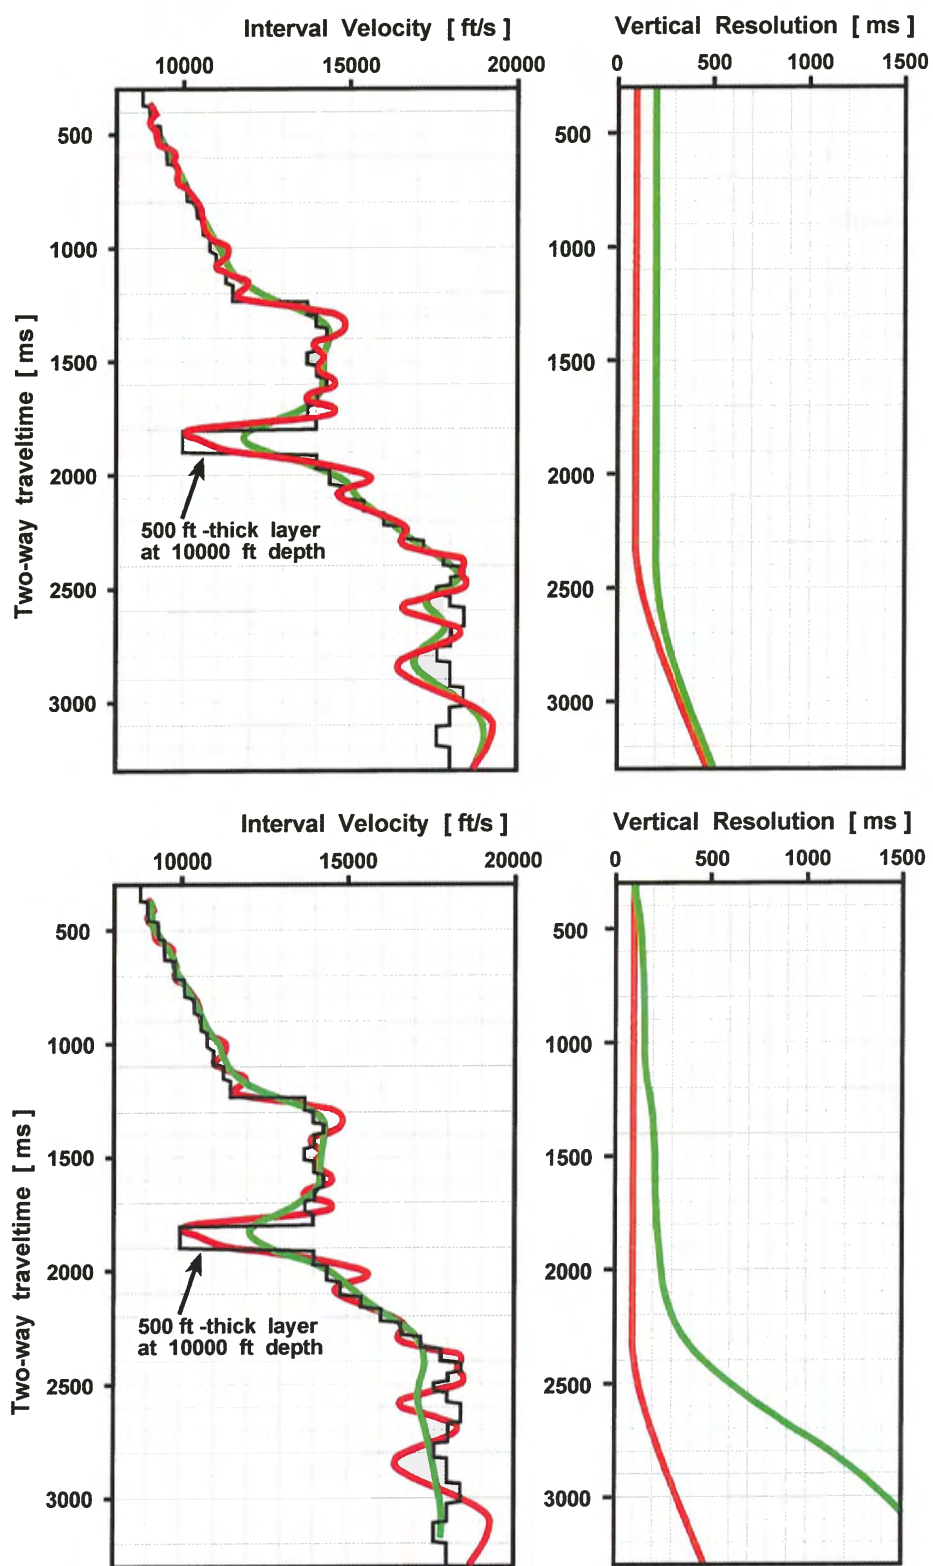 Interval Velocity [ ft/s ]
Vertical Resolution [ ms ]
10000 15000 20000
0 500 1000 1500
Two-way traveltime [ ms ]
500
1000
1500
2000
2500
3000
500 ft -thick layer
at 10000 ft depth
500
1000
1500
2000
2500
3000
Interval Velocity [ ft/s ]
Vertical Resolution [ ms ]
10000 15000 20000
0 500 1000 1500
Two-way traveltime [ ms ]
500
1000
1500
2000
2500
3000
500 ft -thick layer
at 10000 ft depth
500
1000
1500
2000
2500
3000